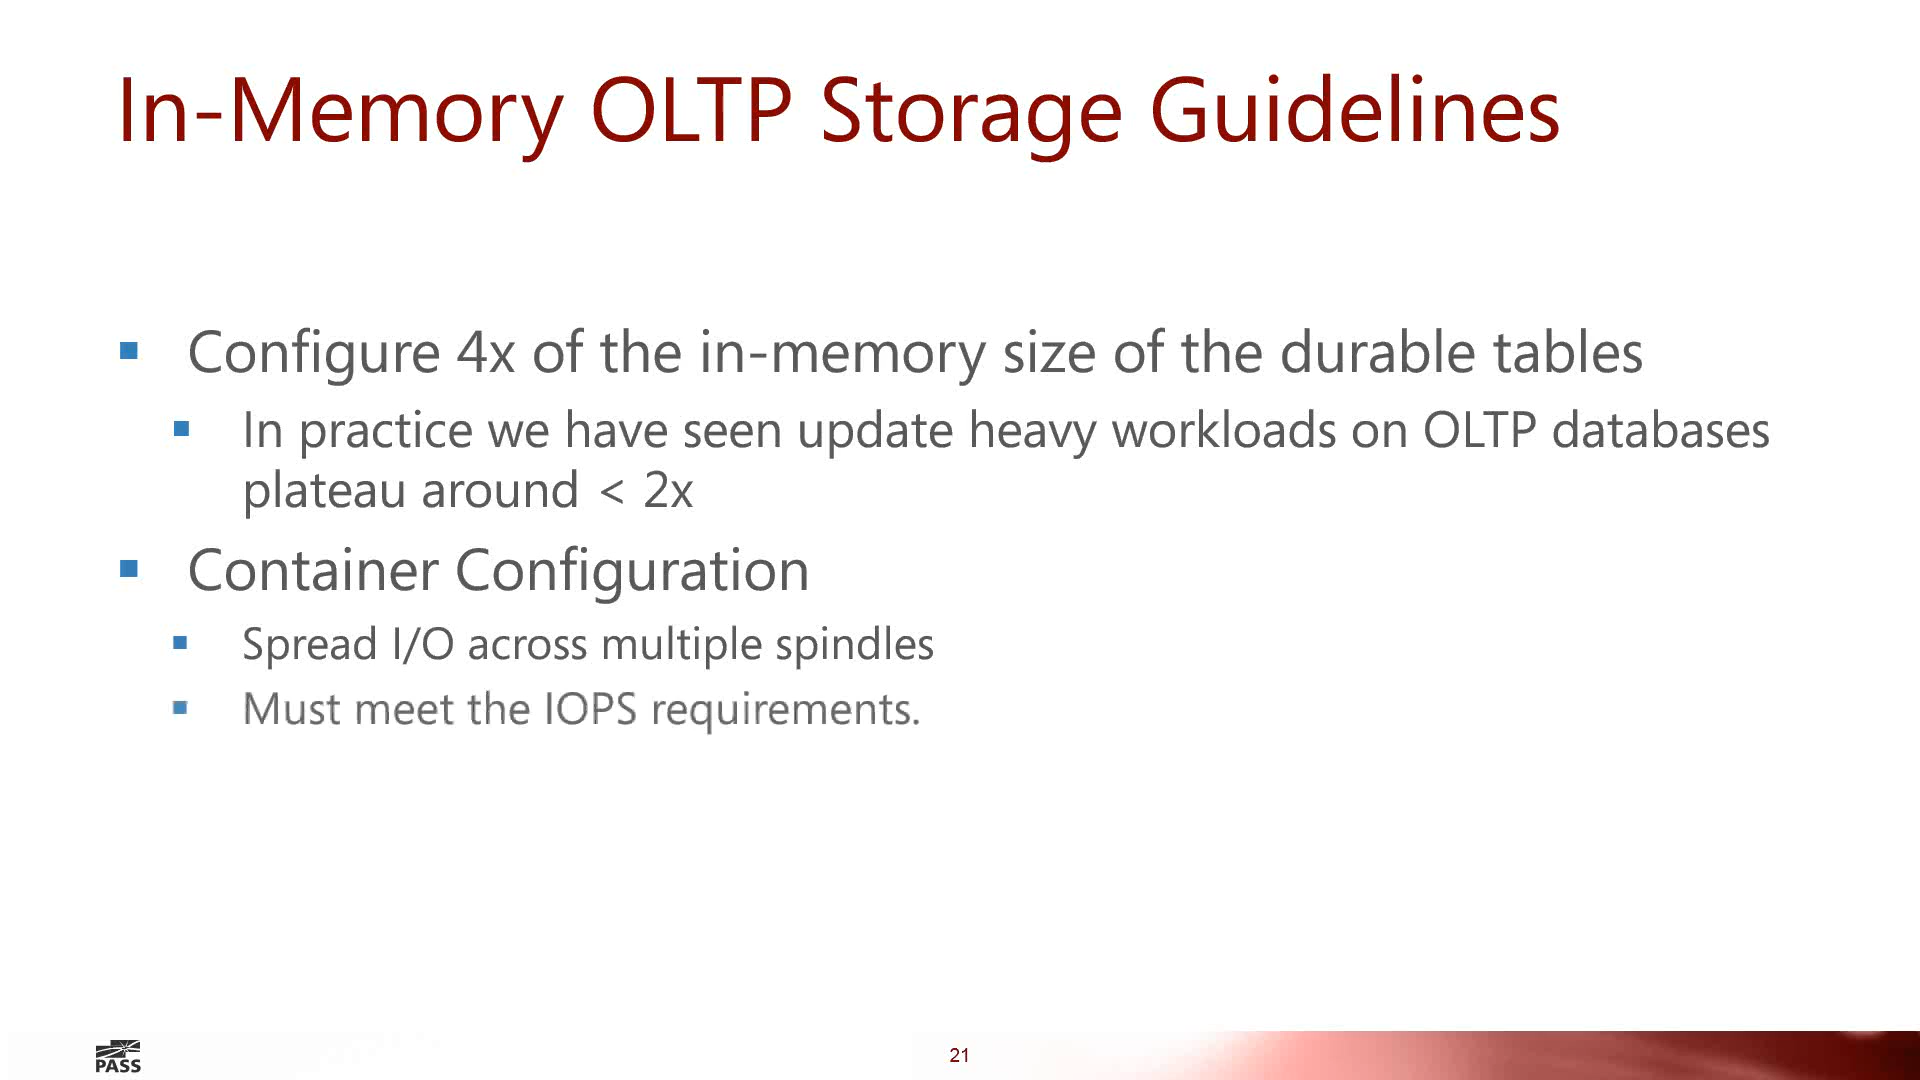 In-Memory OLTP Storage Guidelines
Configure 4x of the in-memory size of the durable tables
In practice we have seen update heavy workloads on OLTP databases
plateau around < 2x
Container Configuration
Spread I/O across multiple spindles
Must meet the IOPS requirements.
PASS
21